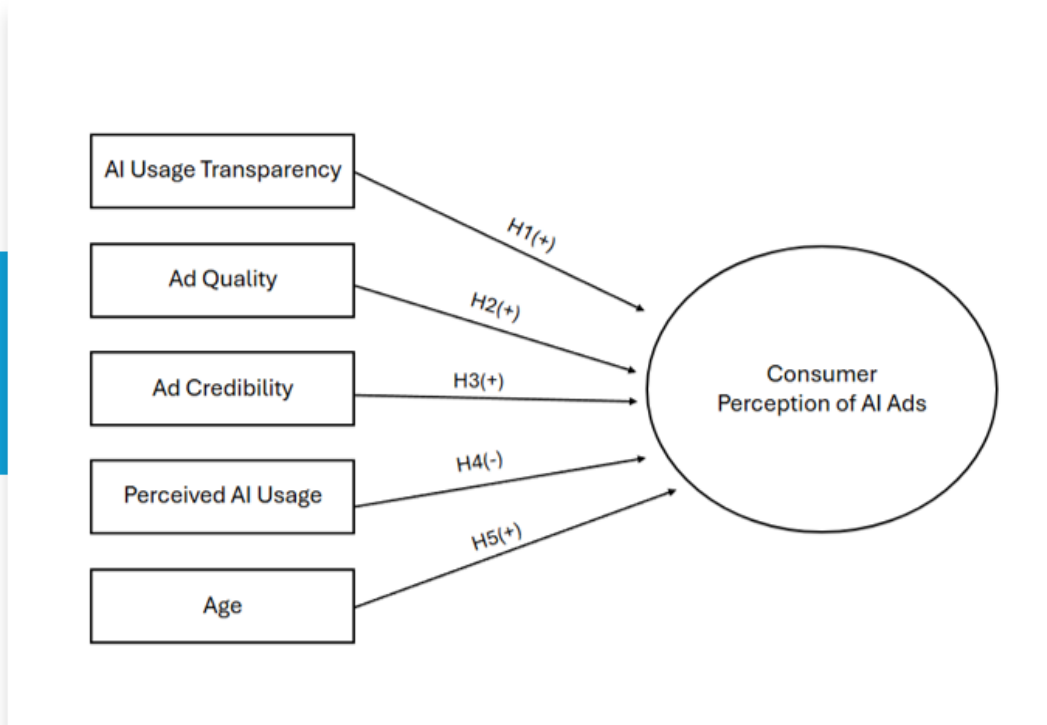 AI Usage Transparency
H1(+)
Ad Quality
H2(+)
Ad Credibility
H3(+)
Consumer
Perception of AI Ads
Perceived AI Usage
H4(-)
Age
H5(+)